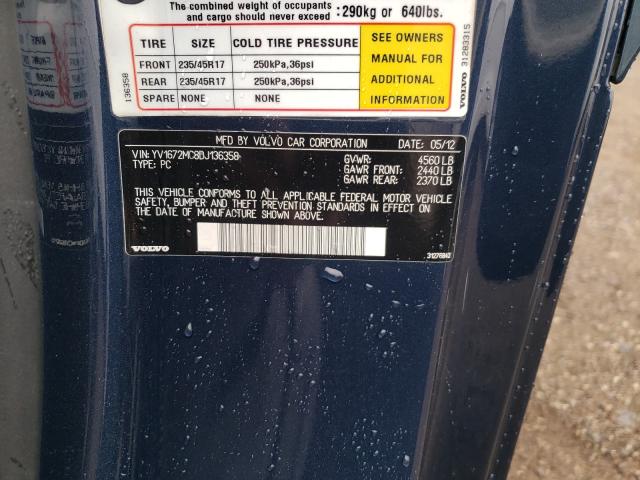 The combined weight of occupants
and cargo should never exceed :290kg or 640lbs.
TIRE SIZE COLD TIRE PRESSURE SEE OWNERS
FRONT 235/45R17 250kPa,36psi MANUAL FOR
REAR 235/45R17 250kPa,36psi ADDITIONAL
SPARE NONE NONE INFORMATION
136358
VOLVO 31283315
MFD BY VOLVO CAR CORPORATION DATE: 05/12
VIN: YV1672MC8DJ136358
TYPE: PC
GVWR: 4560 LB
GAWR FRONT: 2440 LB
GAWR REAR: 2370 LB
THIS VEHICLE CONFORMS TO ALL APPLICABLE FEDERAL MOTOR VEHICLE
SAFETY, BUMPER AND THEFT PREVENTION STANDARDS IN EFFECT ON
THE DATE OF MANUFACTURE SHOWN ABOVE.
VOLVO